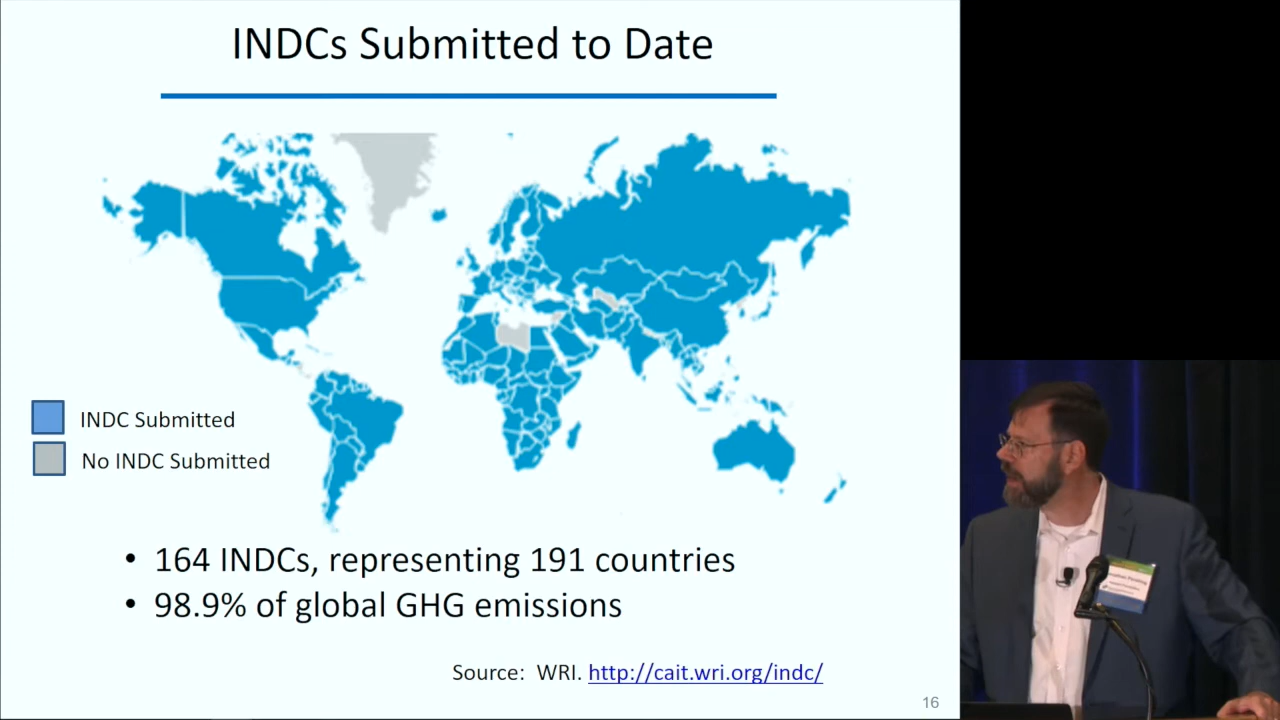 INDCs Submitted to Date
INDC Submitted
No INDC Submitted
• 164 INDCs, representing 191 countries
• 98.9% of global GHG emissions
Source: WRI. http://cait.wri.org/indc/
16